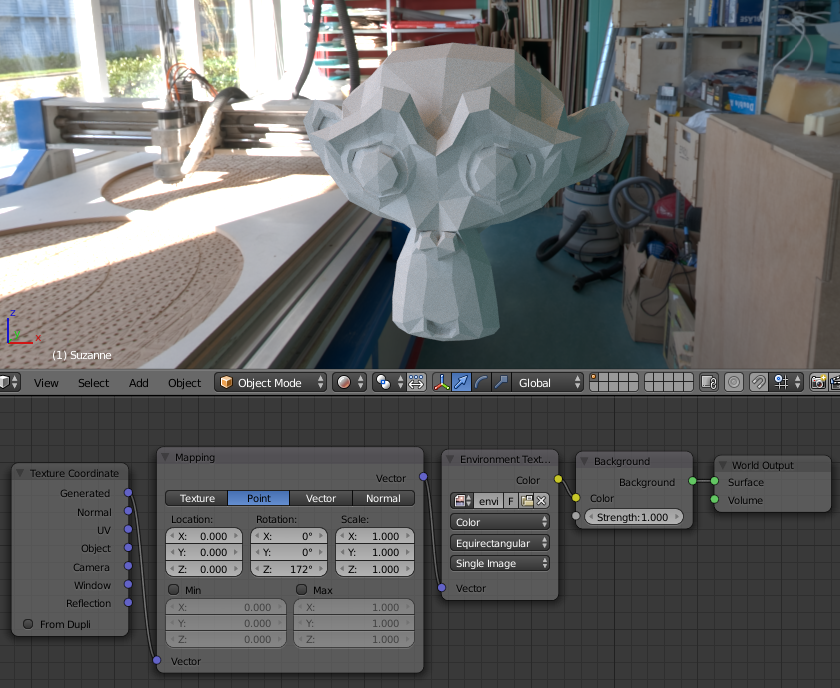 z
x
(1) Suzanne
View Select Add Object Object Mode Global
Texture Coordinate
Generated
Normal
UV
Object
Camera
Window
Reflection
From Dupli
Mapping
Vector
Texture Point Vector Normal
Location: Rotation: Scale:
X: 0.000 X: 0° X: 1.000
Y: 0.000 Y: 0° Y: 1.000
Z: 0.000 Z: 172° Z: 1.000
Min Max
X: 0.000 X: 1.000
Y: 0.000 Y: 1.000
Z: 0.000 Z: 1.000
Vector
Environment Text...
Color
envi F
Color
Equirectangular
Single Image
Vector
Background
Background
Color
Strength: 1.000
World Output
Surface
Volume